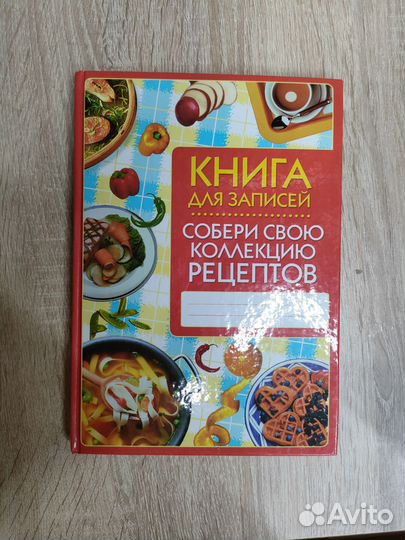 КНИГА
ДЛЯ ЗАПИСЕЙ
СОБЕРИ СВОЮ
КОЛЛЕКЦИЮ
РЕЦЕПТОВ
Avito